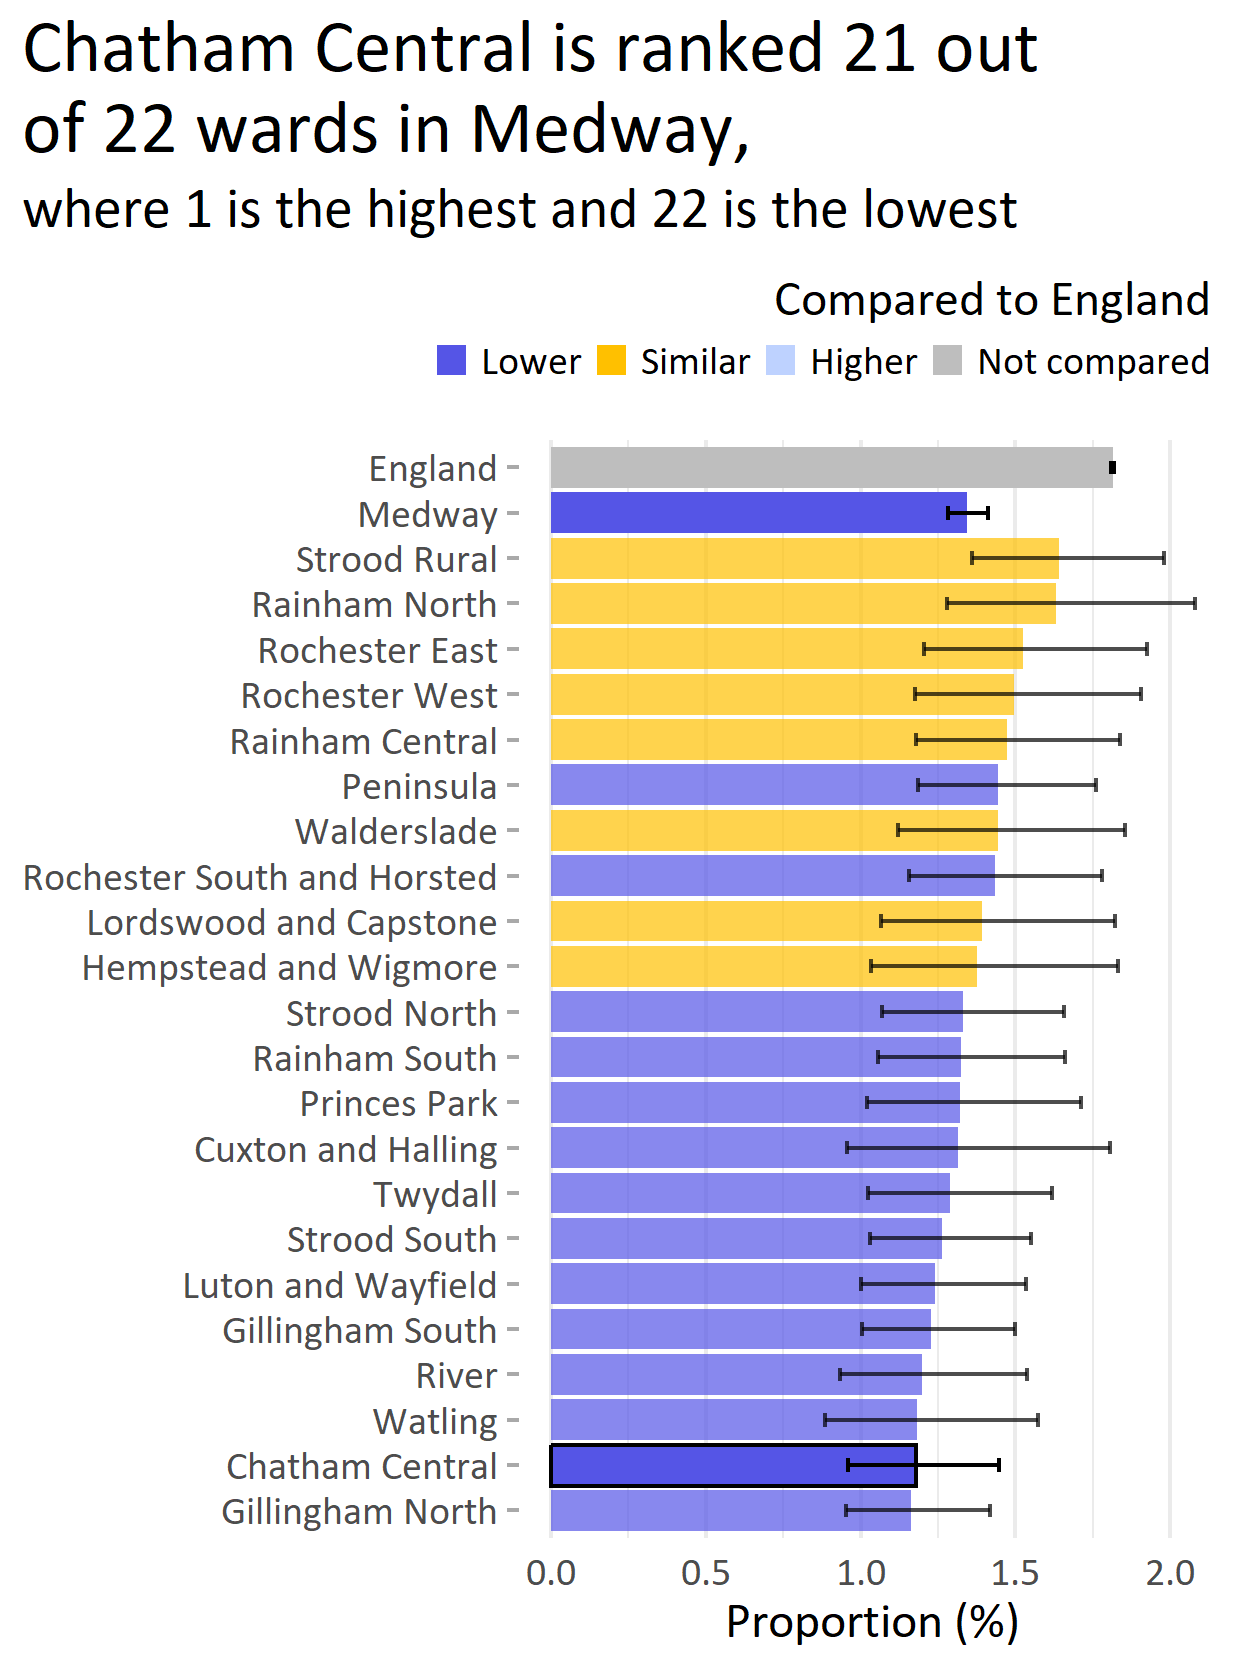 Chatham Central is ranked 21 out
of 22 wards in Medway,
where 1 is the highest and 22 is the lowest
Compared to England
Lower Similar Higher Not compared
England
Medway
Strood Rural
Rainham North
Rochester East
Rochester West
Rainham Central
Peninsula
Walderslade
Rochester South and Horsted
Lordswood and Capstone
Hempstead and Wigmore
Strood North
Rainham South
Princes Park
Cuxton and Halling
Twydall
Strood South
Luton and Wayfield
Gillingham South
River
Watling
Chatham Central
Gillingham North
0.0 0.5 1.0 1.5 2.0
Proportion (%)